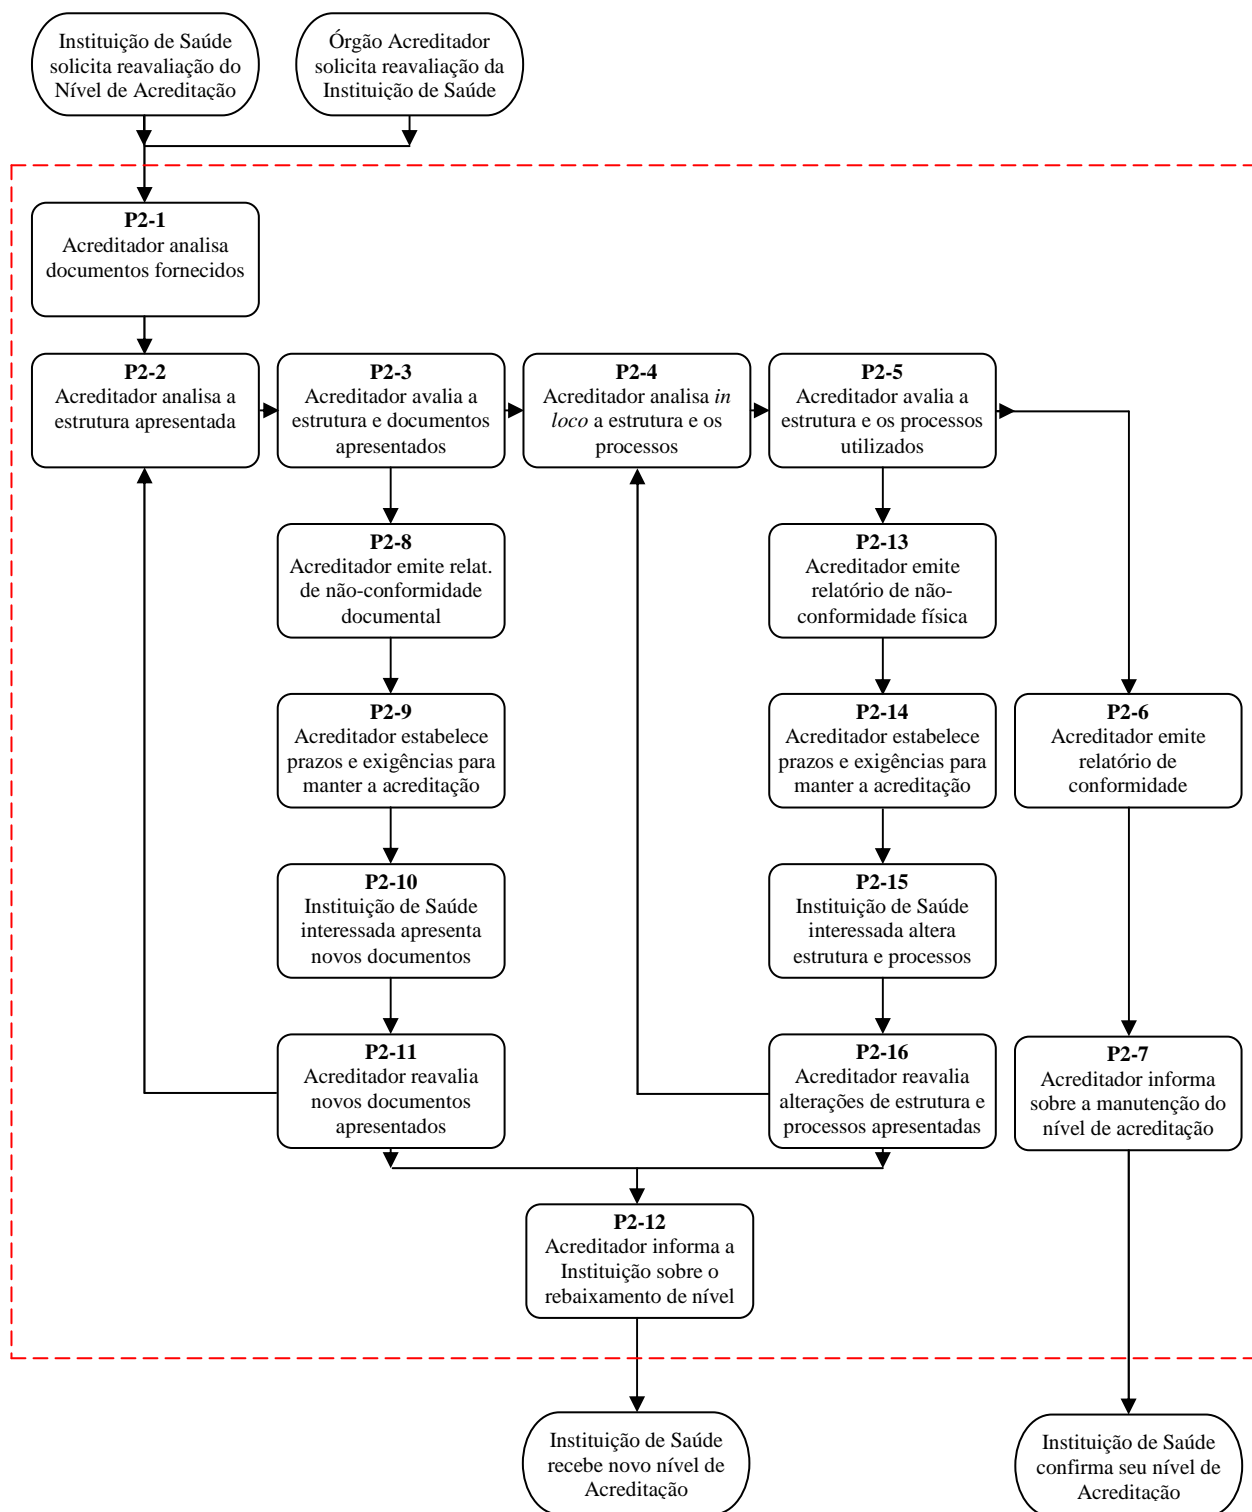 Instituição de Saúde
solicita reavaliação do
Nível de Acreditação
Órgão Acreditador
solicita reavaliação da
Instituição de Saúde
P2-1
Acreditador analisa
documentos fornecidos
P2-2
Acreditador analisa a
estrutura apresentada
P2-3
Acreditador avalia a
estrutura e documentos
apresentados
P2-4
Acreditador analisa in
loco a estrutura e os
processos
P2-5
Acreditador avalia a
estrutura e os processos
utilizados
P2-8
Acreditador emite relat.
de não-conformidade
documental
P2-13
Acreditador emite
relatório de não-
conformidade física
P2-9
Acreditador estabelece
prazos e exigências para
manter a acreditação
P2-14
Acreditador estabelece
prazos e exigências para
manter a acreditação
P2-6
Acreditador emite
relatório de
conformidade
P2-10
Instituição de Saúde
interessada apresenta
novos documentos
P2-15
Instituição de Saúde
interessada altera
estrutura e processos
P2-11
Acreditador reavalia
novos documentos
apresentados
P2-16
Acreditador reavalia
alterações de estrutura e
processos apresentadas
P2-7
Acreditador informa
sobre a manutenção do
nível de acreditação
P2-12
Acreditador informa a
Instituição sobre o
rebaixamento de nível
Instituição de Saúde
recebe novo nível de
Acreditação
Instituição de Saúde
confirma seu nível de
Acreditação